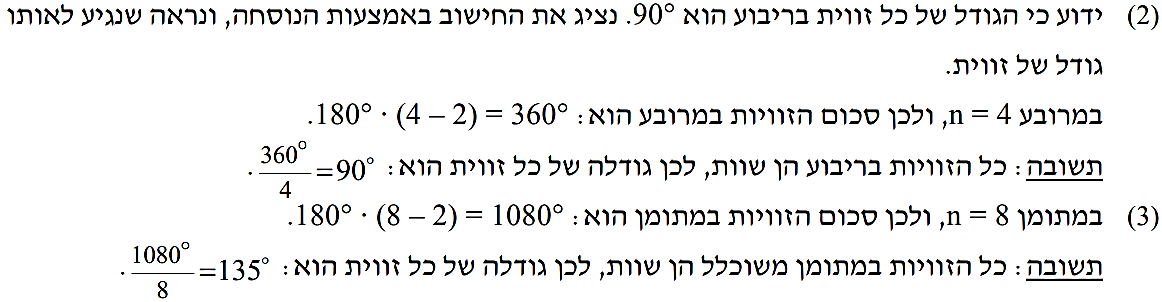 (2) ידוע כי הגודל של כל זווית בריבוע הוא 90°. נציג את החישוב באמצעות הנוסחה, ונראה שנגיע לאותו
גודל של זווית.
במרובע n = 4, ולכן סכום הזוויות במרובע הוא: 180° · (4 – 2) = 360°.
תשובה: כל הזוויות בריבוע הן שוות, לכן גודלה של כל זווית הוא: 360°/4 = 90°.
(3) במתומן n = 8, ולכן סכום הזוויות במתומן הוא: 180° · (8 – 2) = 1080°.
תשובה: כל הזוויות במתומן משוכלל הן שוות, לכן גודלה של כל זווית הוא: 1080°/8 = 135°.